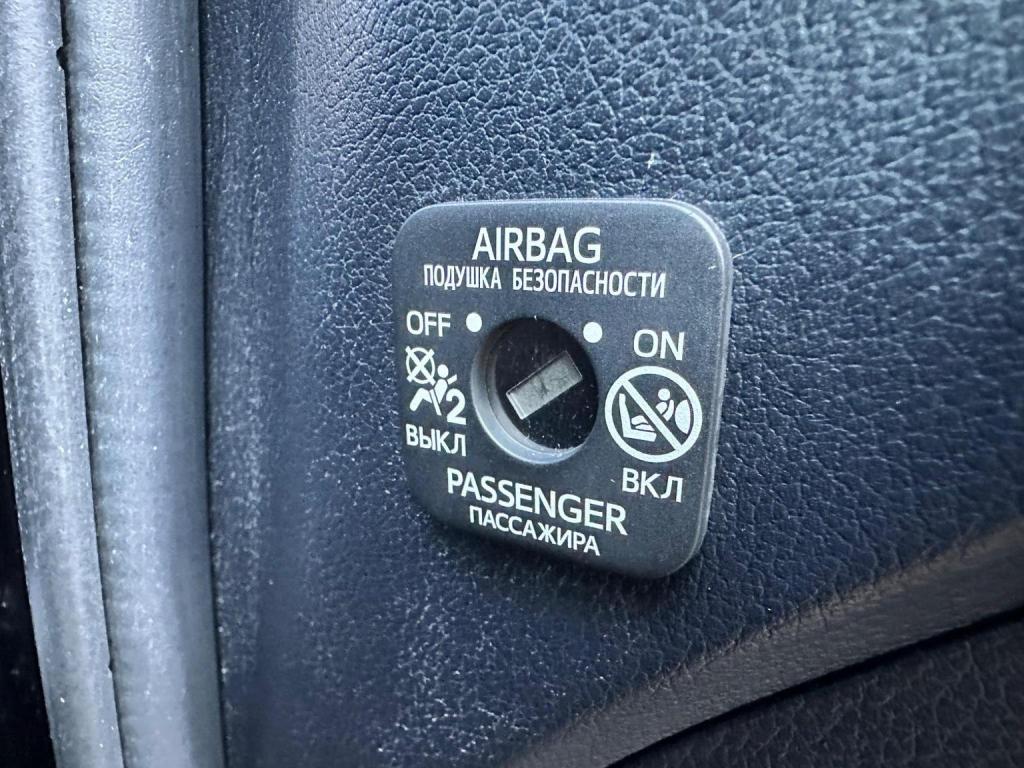 AIRBAG
ПОДУШКА БЕЗОПАСНОСТИ
OFF
ON
2
ВЫКЛ
ВКЛ
PASSENGER
ПАССАЖИРА